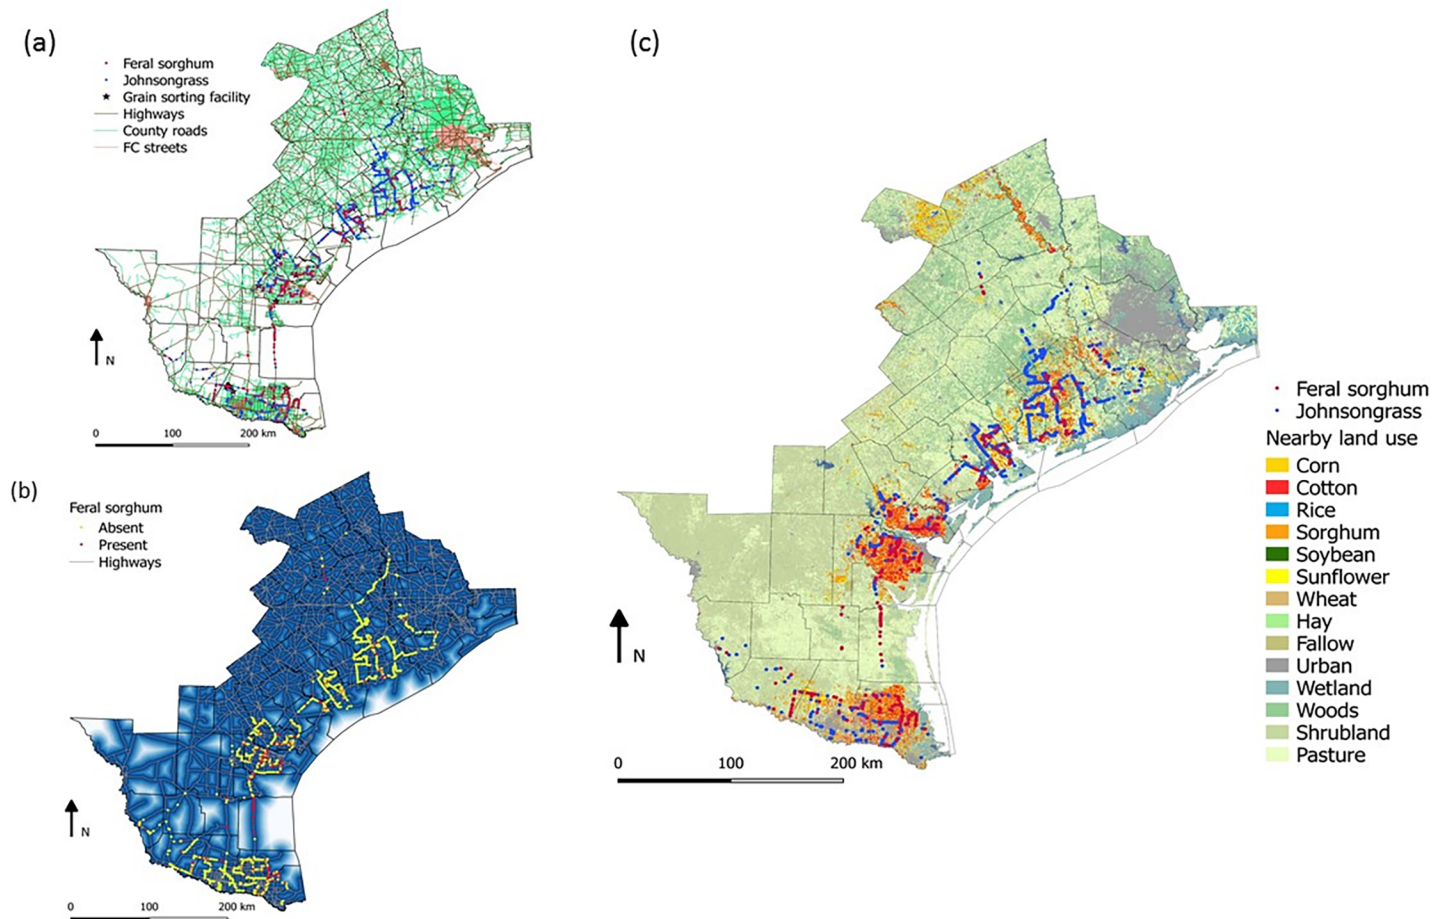 (a)
Feral sorghum
Johnsongrass
Grain sorting facility
Highways
County roads
FC streets
N
0 100 200 km
(b)
Feral sorghum
Absent
Present
Highways
N
0 100 200 km
(c)
Feral sorghum
Johnsongrass
Nearby land use
Corn
Cotton
Rice
Sorghum
Soybean
Sunflower
Wheat
Hay
Fallow
Urban
Wetland
Woods
Shrubland
Pasture
N
0 100 200 km